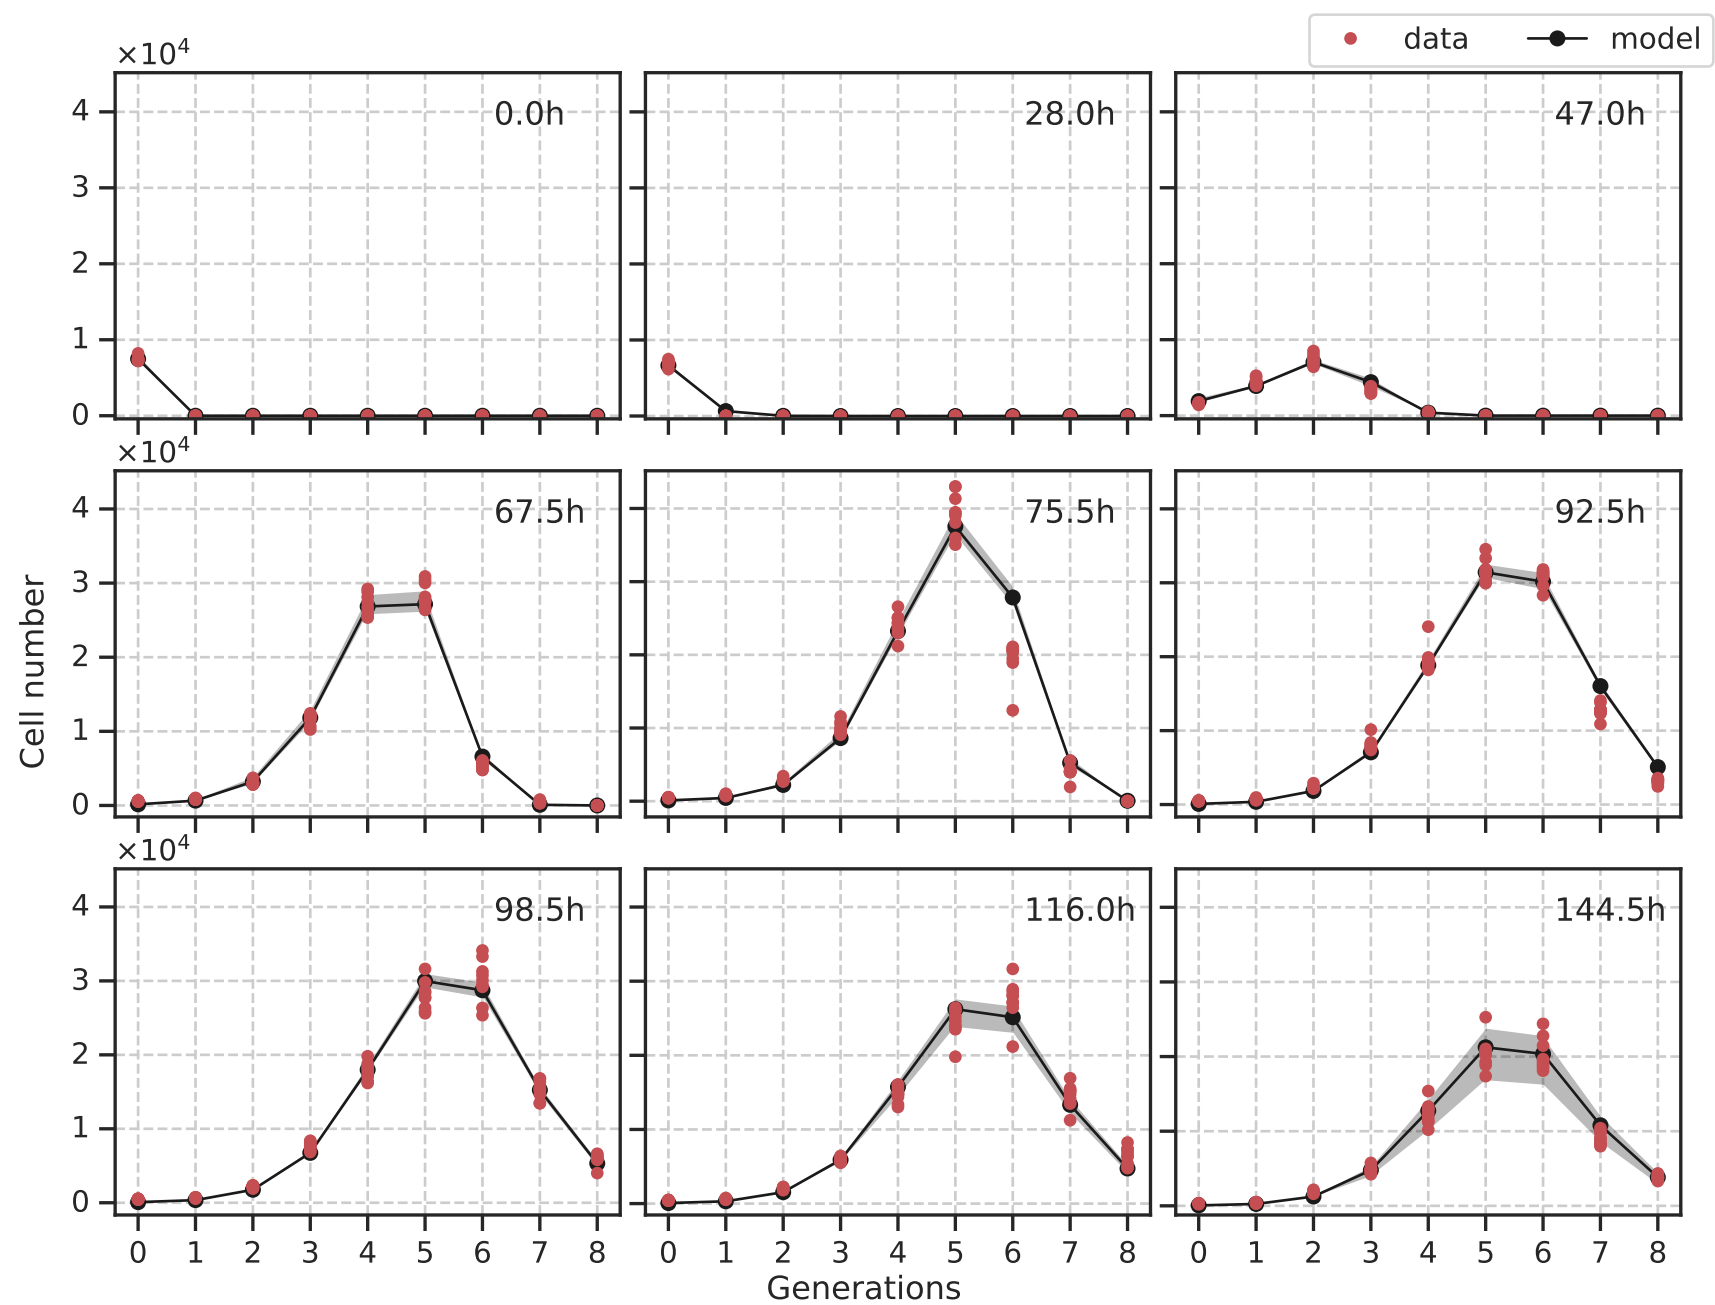 data model
×10⁴
4
3
2
1
0
0.0h
28.0h
47.0h
×10⁴
4
3
2
1
0
67.5h
75.5h
92.5h
Cell number
×10⁴
4
3
2
1
0
98.5h
116.0h
144.5h
0 1 2 3 4 5 6 7 8
0 1 2 3 4 5 6 7 8
0 1 2 3 4 5 6 7 8
Generations